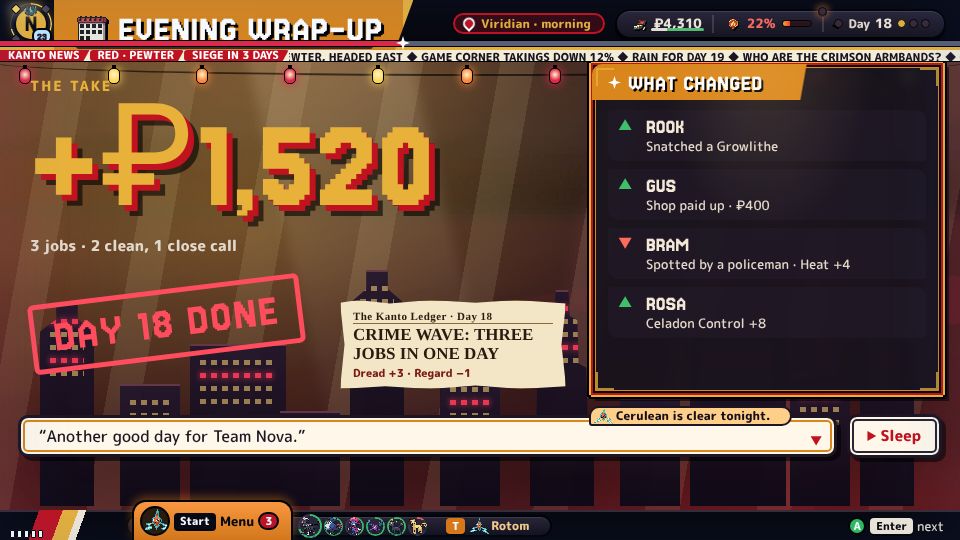 EVENING WRAP-UP
Viridian · morning
₽4,310
22%
Day 18
KANTO NEWS
RED · PEWTER
SIEGE IN 3 DAYS
HEADED EAST ◆ GAME CORNER TAKINGS DOWN 12% ◆ RAIN FOR DAY 19 ◆ WHO ARE THE CRIMSON ARMBANDS? ◆
THE TAKE
+₽1,520
3 jobs · 2 clean, 1 close call
DAY 18 DONE
The Kanto Ledger · Day 18
CRIME WAVE: THREE
JOBS IN ONE DAY
Dread +3 · Regard −1
WHAT CHANGED
ROOK
Snatched a Growlithe
GUS
Shop paid up · ₽400
BRAM
Spotted by a policeman · Heat +4
ROSA
Celadon Control +8
Cerulean is clear tonight.
“Another good day for Team Nova.”
Sleep
Start Menu 3
T Rotom
A Enter next